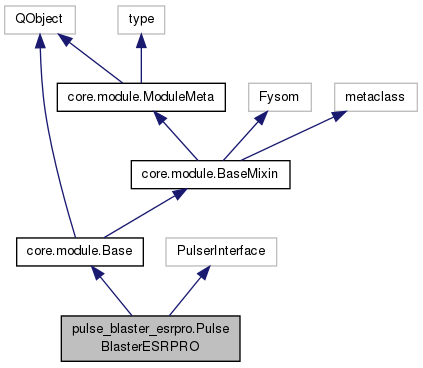 QObject
type
core.module.ModuleMeta
Fysom
metaclass
core.module.BaseMixin
core.module.Base
PulserInterface
pulse_blaster_esrpro.Pulse
BlasterESRPRO